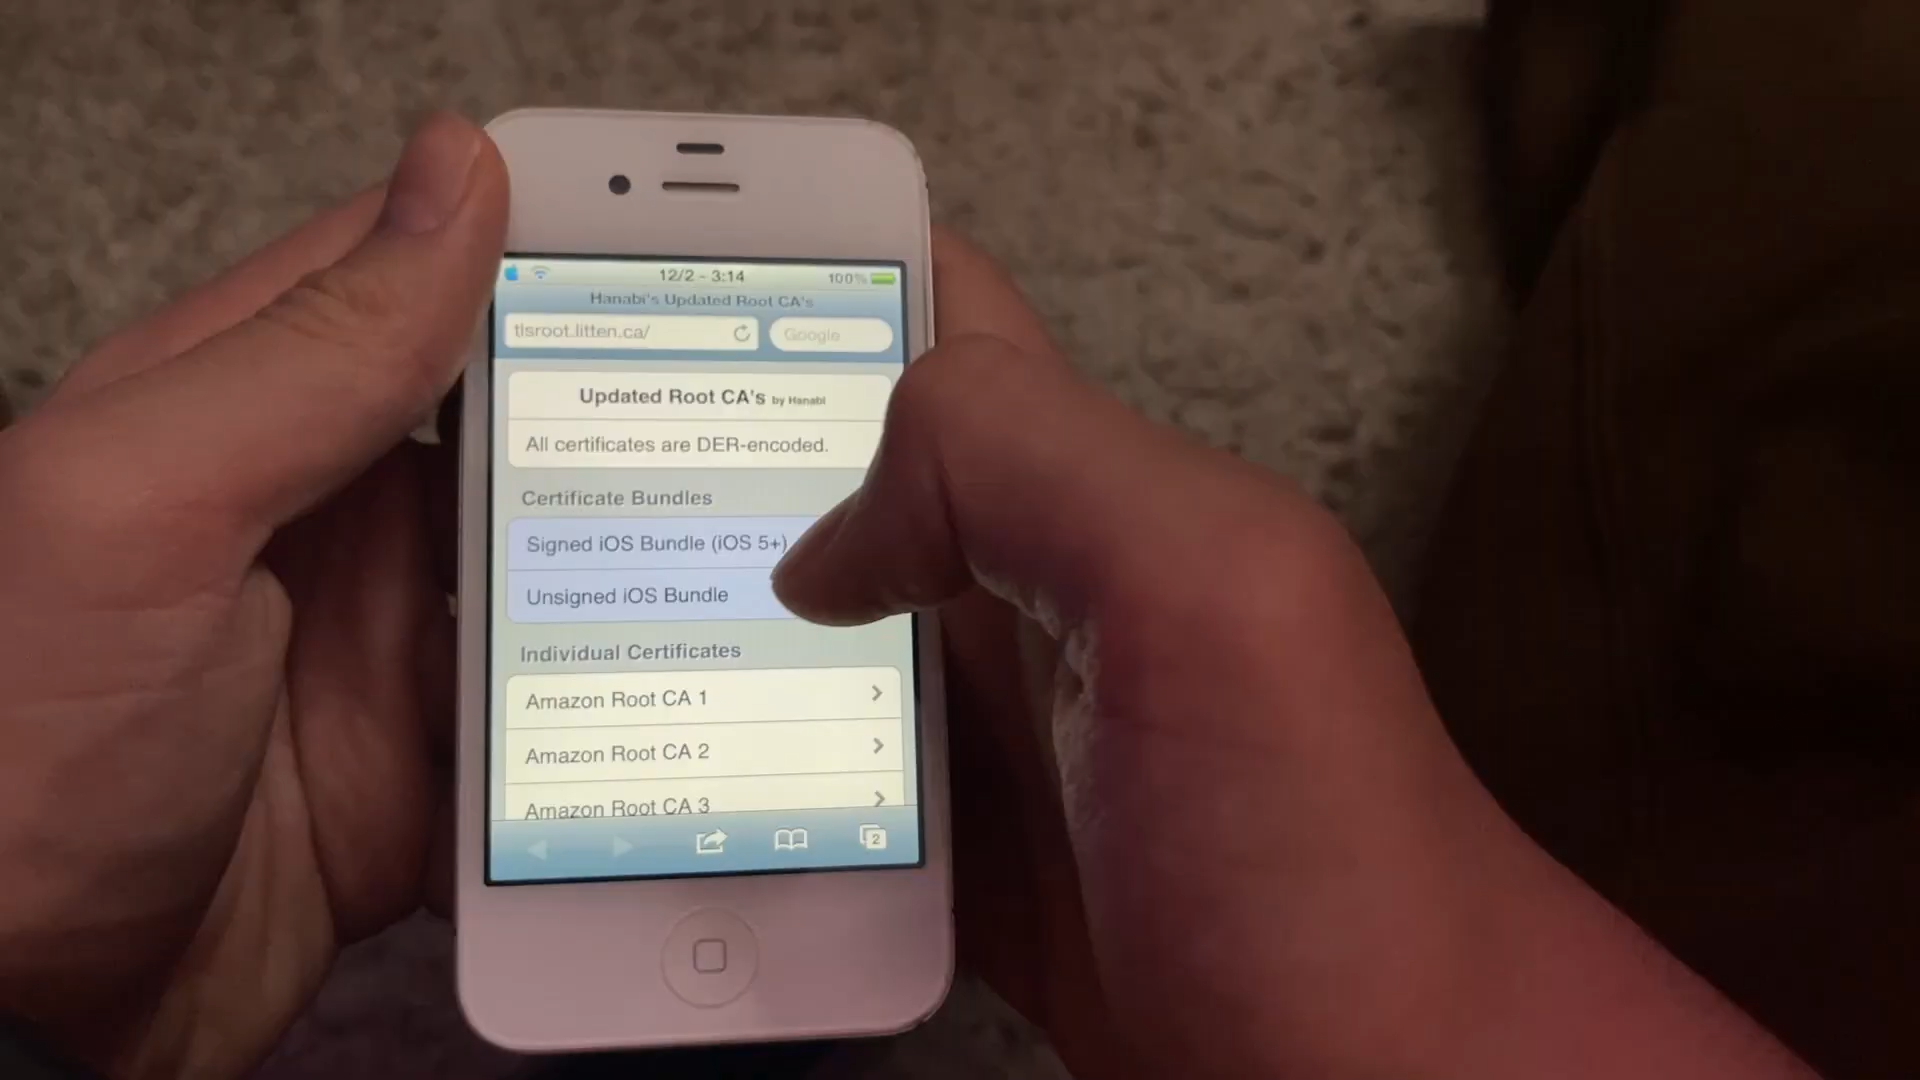 12/2 - 3:14
100%
Hanabi's Updated Root CA's
tlsroot.litten.ca/
Google
Updated Root CA's by Hanabi
All certificates are DER-encoded.
Certificate Bundles
Signed iOS Bundle (iOS 5+)
Unsigned iOS Bundle
Individual Certificates
Amazon Root CA 1
Amazon Root CA 2
Amazon Root CA 3
2